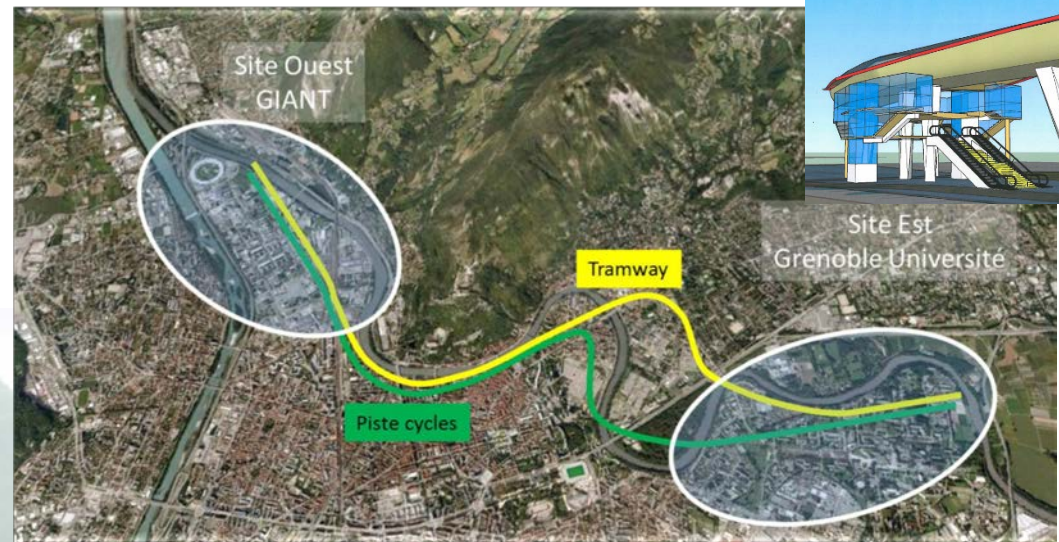 Site Ouest
GIANT
Site Est
Grenoble Université
Tramway
Piste cycles